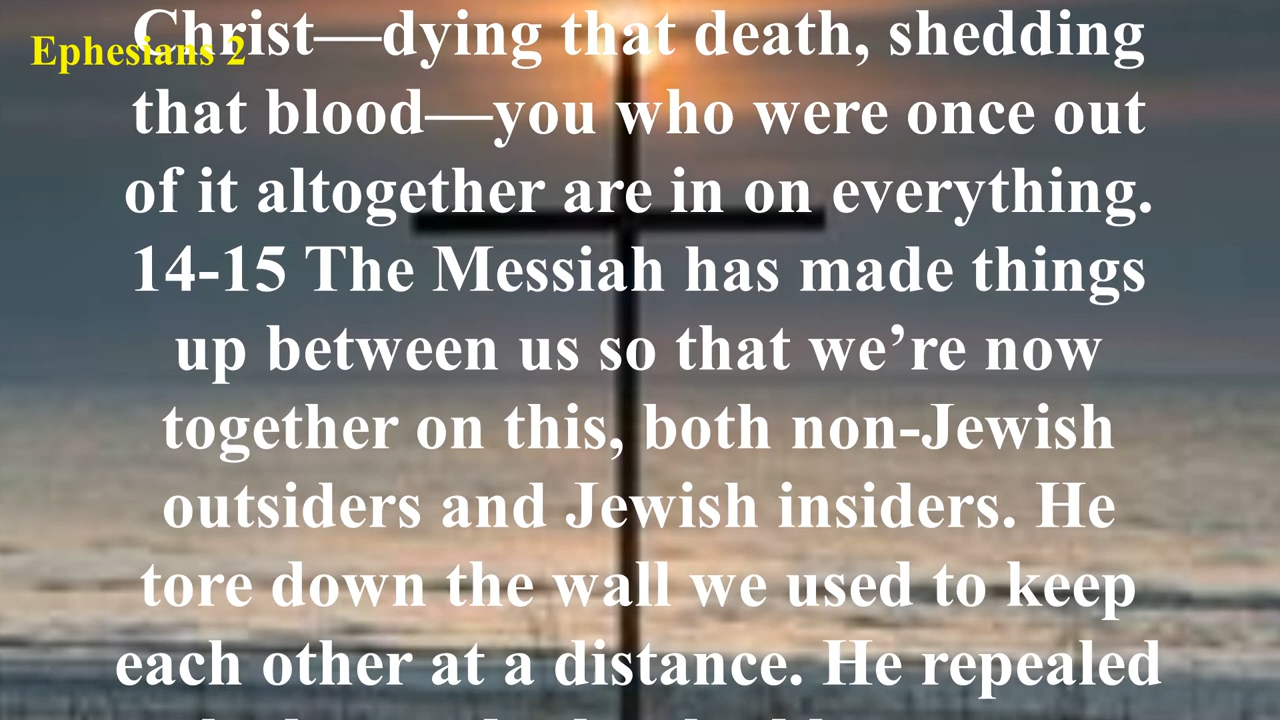 Ephesians 2
Christ—dying that death, shedding
that blood—you who were once out
of it altogether are in on everything.
14-15 The Messiah has made things
up between us so that we’re now
together on this, both non-Jewish
outsiders and Jewish insiders. He
tore down the wall we used to keep
each other at a distance. He repealed